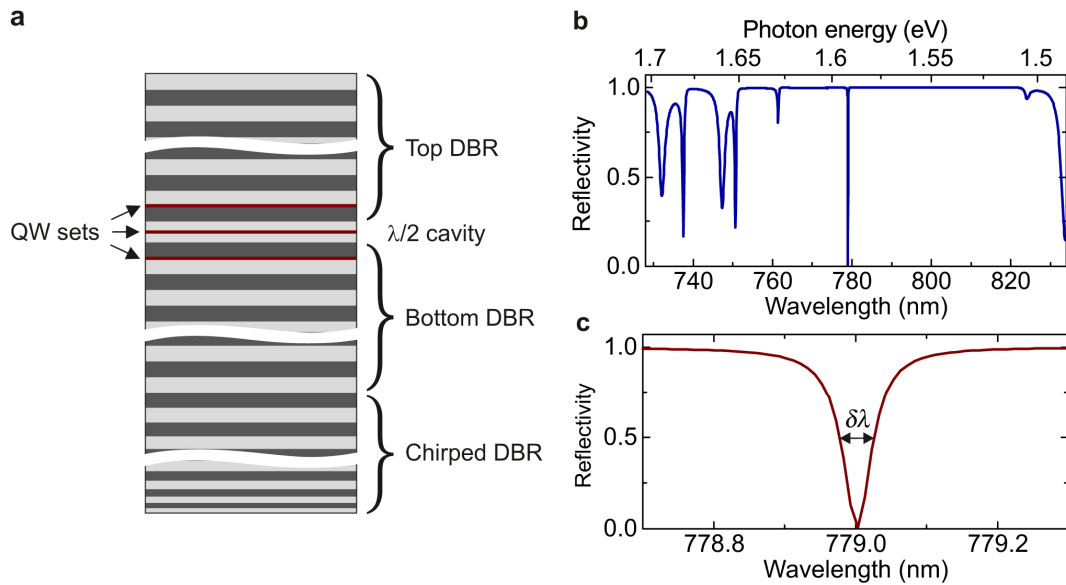 a
Top DBR
QW sets
λ/2 cavity
Bottom DBR
Chirped DBR
b
Photon energy (eV)
1.7 1.65 1.6 1.55 1.5
Reflectivity
1.0
0.5
0.0
740 760 780 800 820
Wavelength (nm)
c
Reflectivity
1.0
0.5
0.0
δλ
778.8 779.0 779.2
Wavelength (nm)